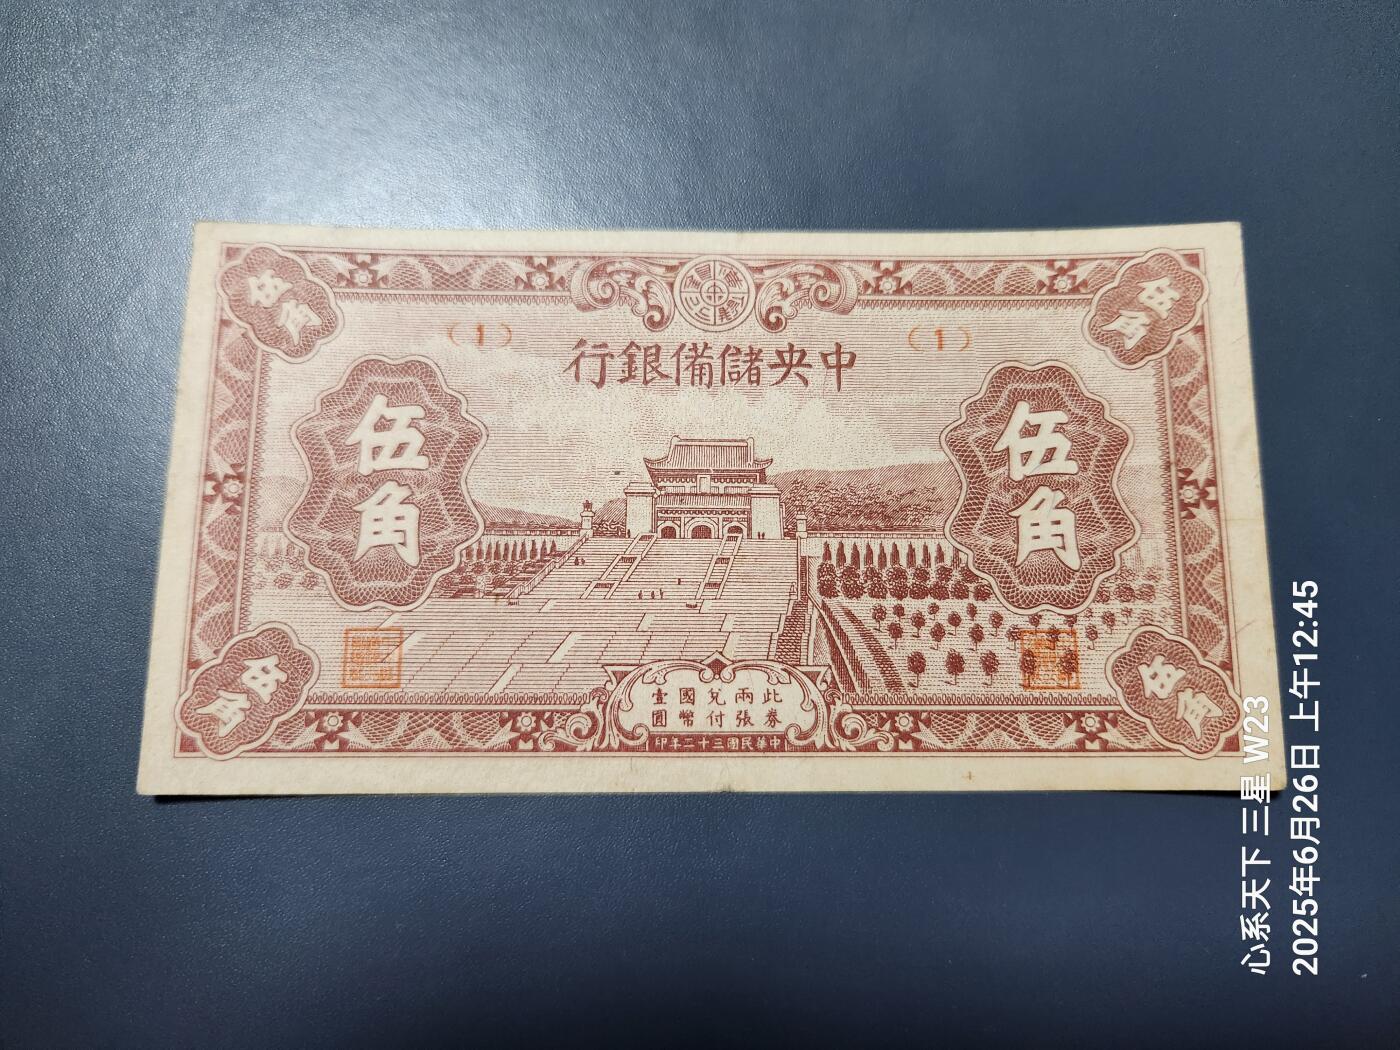 伍角
伍角
(1)
(1)
中央儲備銀行
伍角
伍角
此券兩張兌付國幣壹圓
中華民國三十二年印
伍角
伍角
心系天下 三星 W23
2025年6月26日 上午12:45